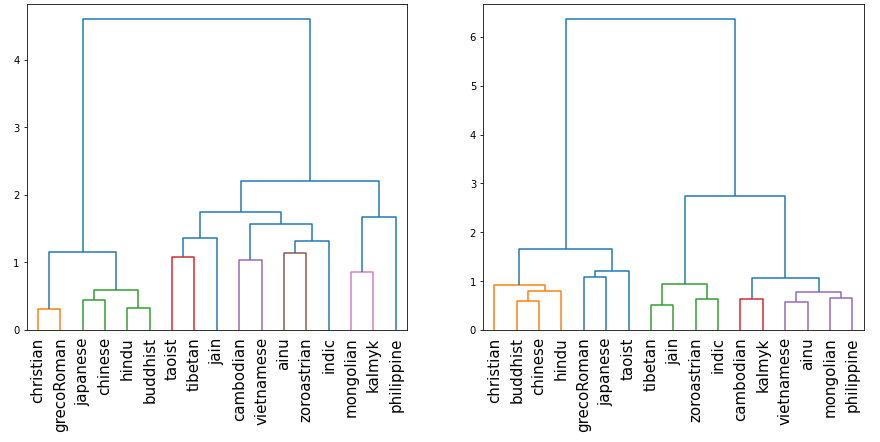 4
3
2
1
0
christian
grecoRoman
japanese
chinese
hindu
buddhist
taoist
tibetan
jain
cambodian
vietnamese
ainu
zoroastrian
indic
mongolian
kalmyk
philippine
6
5
4
3
2
1
0
christian
buddhist
chinese
hindu
grecoRoman
japanese
taoist
tibetan
jain
zoroastrian
indic
cambodian
kalmyk
vietnamese
ainu
mongolian
philippine